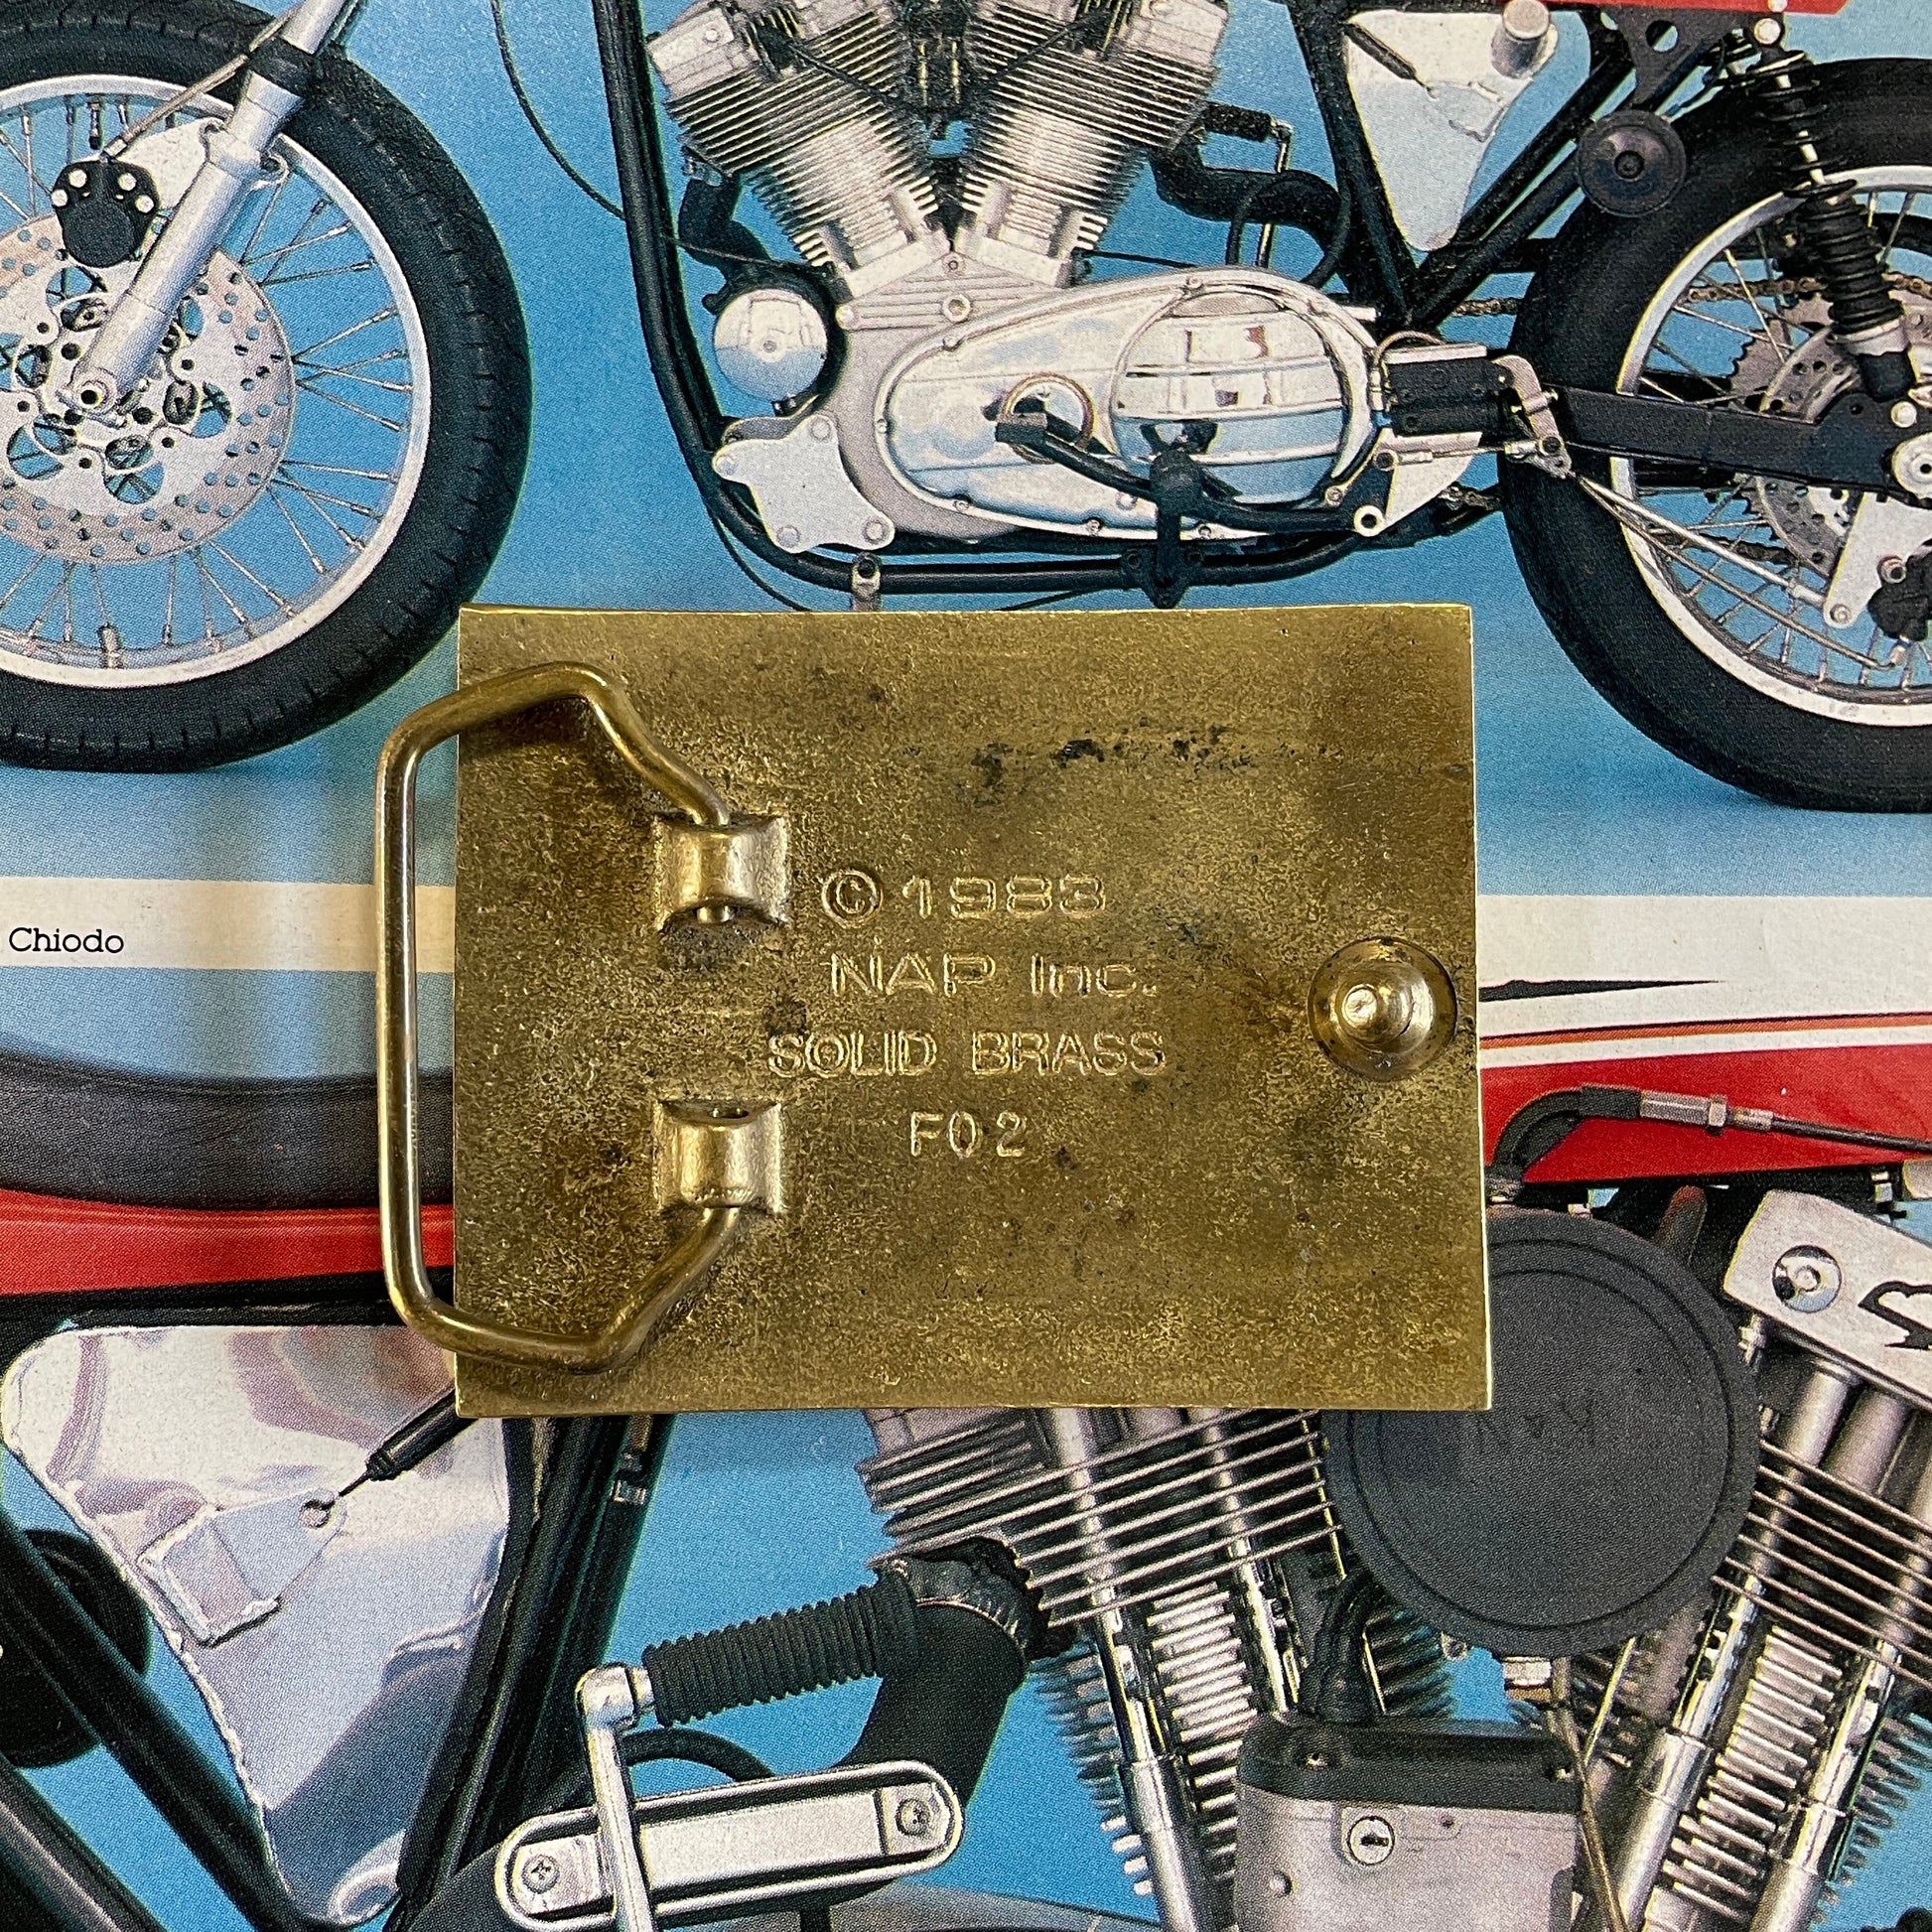 Chiodo
©1983
NAP Inc.
SOLID BRASS
F02